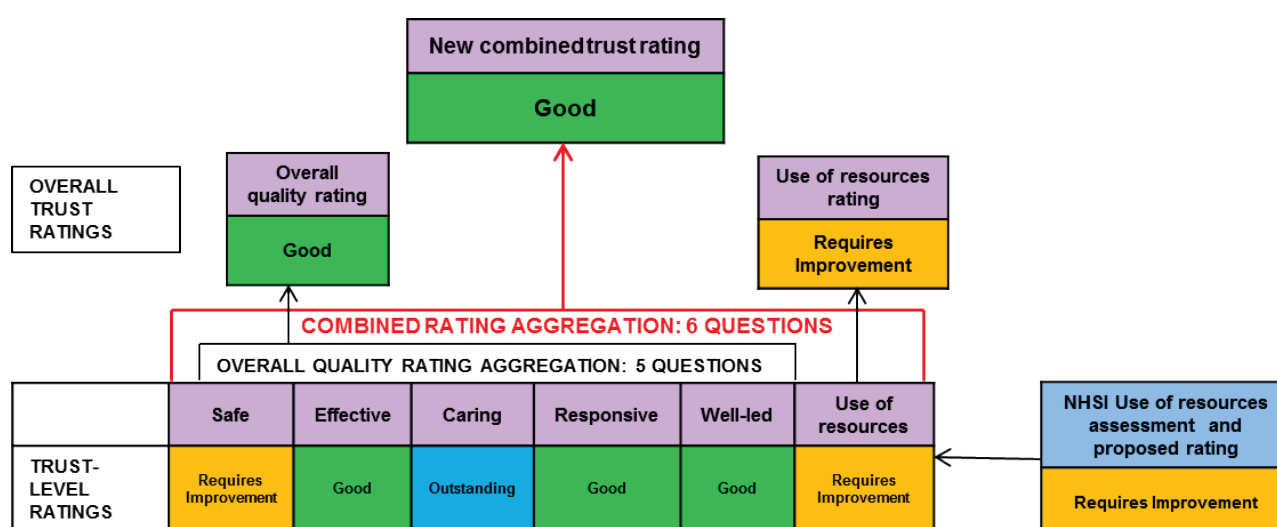 New combined trust rating
Good
OVERALL
TRUST
RATINGS
Overall
quality rating
Good
Use of resources
rating
Requires
Improvement
COMBINED RATING AGGREGATION: 6 QUESTIONS
OVERALL QUALITY RATING AGGREGATION: 5 QUESTIONS
Safe
Effective
Caring
Responsive
Well-led
Use of
resources
NHSI Use of resources
assessment and
proposed rating
TRUST-
LEVEL
RATINGS
Requires
Improvement
Good
Outstanding
Good
Good
Requires
Improvement
Requires Improvement